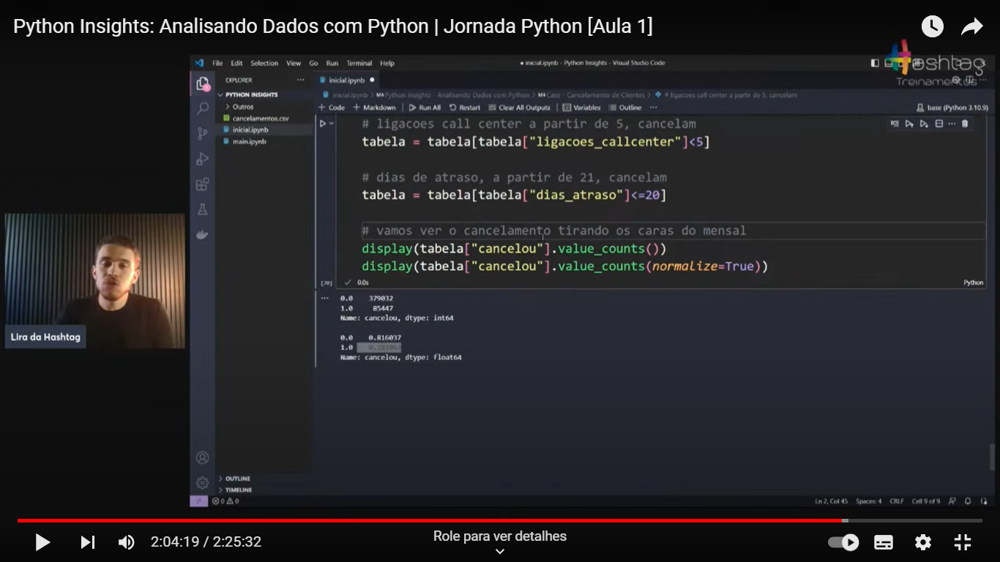 Python Insights: Analisando Dados com Python | Jornada Python [Aula 1]
Hashtag
Treinamentos
File Edit Selection View Go Run Terminal Help
● inicial.ipynb - Python Insights - Visual Studio Code
EXPLORER ···
inicial.ipynb ●
PYTHON INSIGHTS
Outros
cancelamentos.csv
inicial.ipynb
main.ipynb
inicial.ipynb > M↓Python Insights - Analisando Dados com Python > M↓Case - Cancelamento de Clientes > # ligacoes call center a partir de 5, cancelam
+ Code + Markdown Run All Restart Clear All Outputs Variables Outline ···
base (Python 3.10.9)
# ligacoes call center a partir de 5, cancelam
tabela = tabela[tabela["ligacoes_callcenter"]<5]
# dias de atraso, a partir de 21, cancelam
tabela = tabela[tabela["dias_atraso"]<=20]
# vamos ver o cancelamento tirando os caras do mensal
display(tabela["cancelou"].value_counts())
display(tabela["cancelou"].value_counts(normalize=True))
[70] ✓ 0.0s
Python
0.0 379032
1.0 85447
Name: cancelou, dtype: int64
0.0 0.816037
1.0
Name: cancelou, dtype: float64
Lira da Hashtag
OUTLINE
TIMELINE
0 0
Ln 2, Col 45 Spaces: 4 CRLF Cell 9 of 9
2:04:19 / 2:25:32
Role para ver detalhes